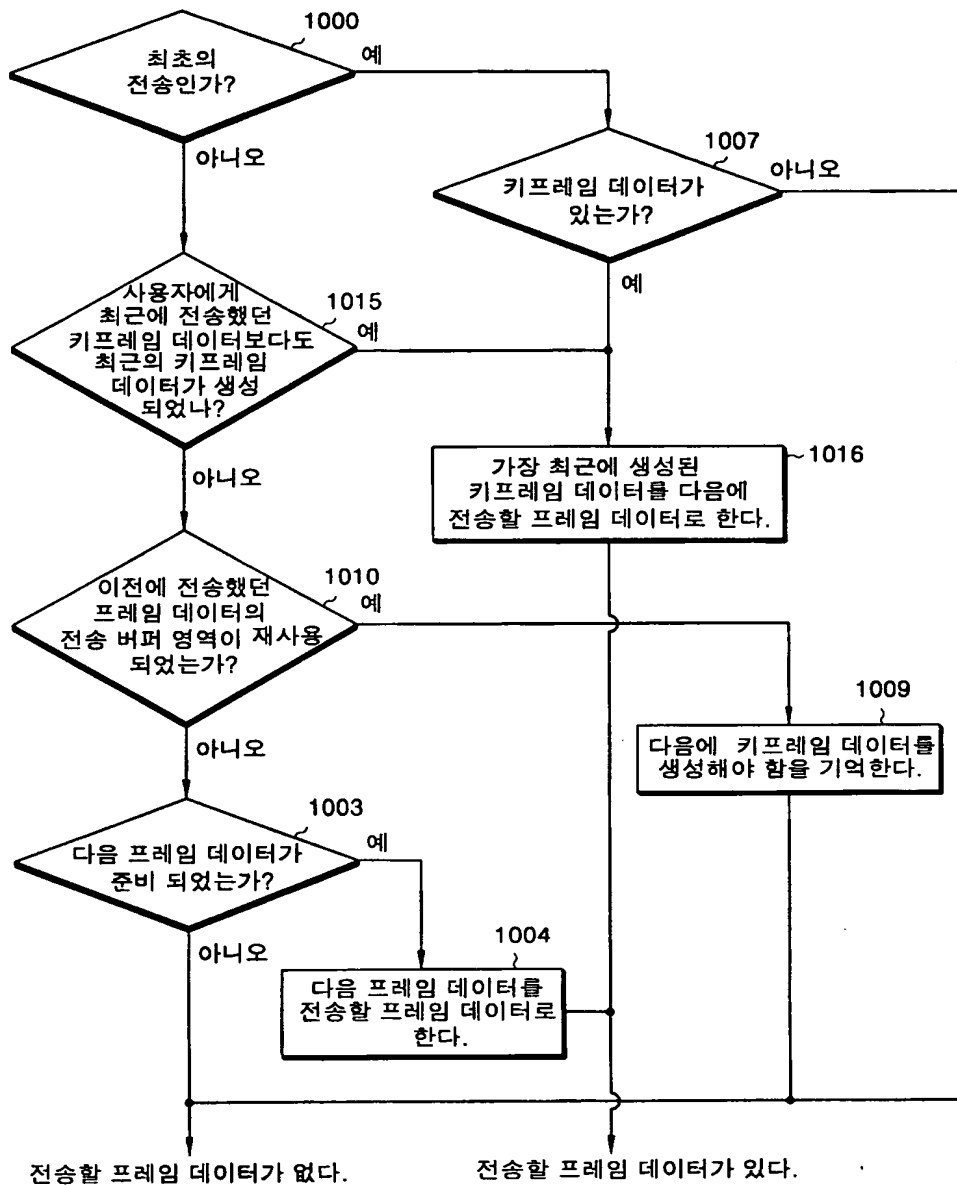 1000
최초의
전송인가?
예
아니오
1007
키프레임 데이터가
있는가?
아니오
예
사용자에게
최근에 전송했던
키프레임 데이터보다도
최근의 키프레임
데이터가 생성
되었나?
1015
예
아니오
가장 최근에 생성된
키프레임 데이터를 다음에
전송할 프레임 데이터로 한다.
1016
이전에 전송했던
프레임 데이터의
전송 버퍼 영역이 재사용
되었는가?
1010
예
아니오
1009
다음에 키프레임 데이터를
생성해야 함을 기억한다.
1003
다음 프레임 데이터가
준비 되었는가?
예
아니오
1004
다음 프레임 데이터를
전송할 프레임 데이터로
한다.
전송할 프레임 데이터가 없다.
전송할 프레임 데이터가 있다.